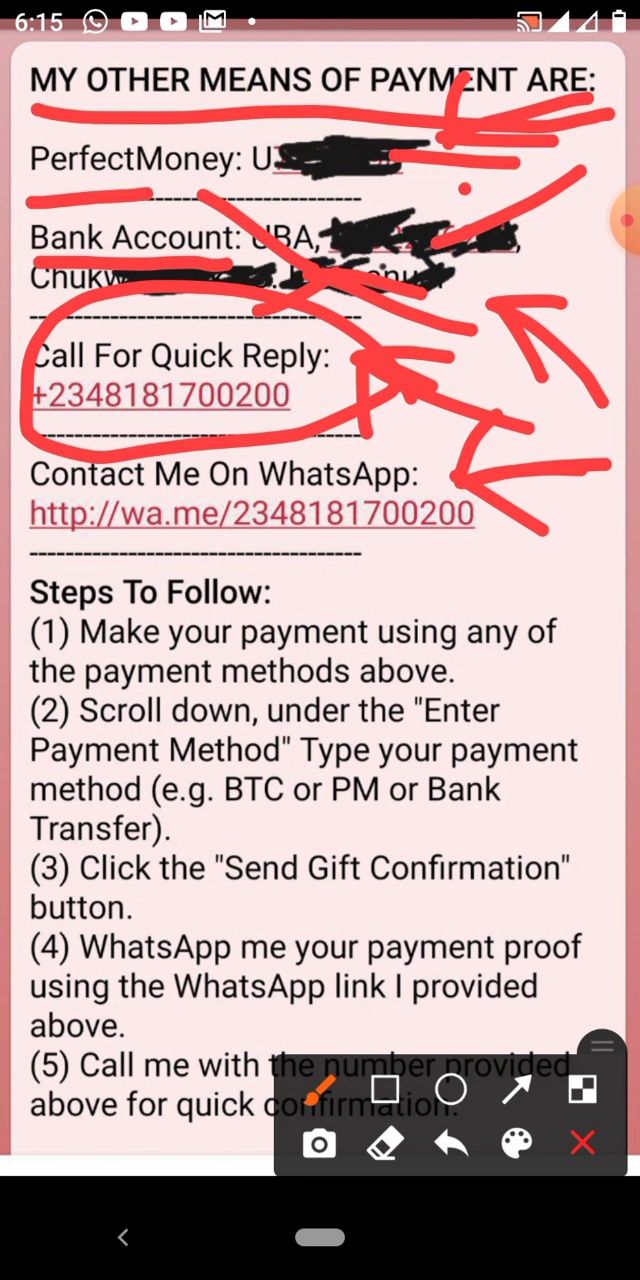 6:15
MY OTHER MEANS OF PAYMENT ARE:
PerfectMoney: U
------------------------------------
Bank Account: UBA,
------------------------------------
Call For Quick Reply:
+2348181700200
------------------------------------
Contact Me On WhatsApp:
http://wa.me/2348181700200
------------------------------------
Steps To Follow:
(1) Make your payment using any of
the payment methods above.
(2) Scroll down, under the "Enter
Payment Method" Type your payment
method (e.g. BTC or PM or Bank
Transfer).
(3) Click the "Send Gift Confirmation"
button.
(4) WhatsApp me your payment proof
using the WhatsApp link I provided
above.
(5) Call me with the number provided
above for quick confirmation.